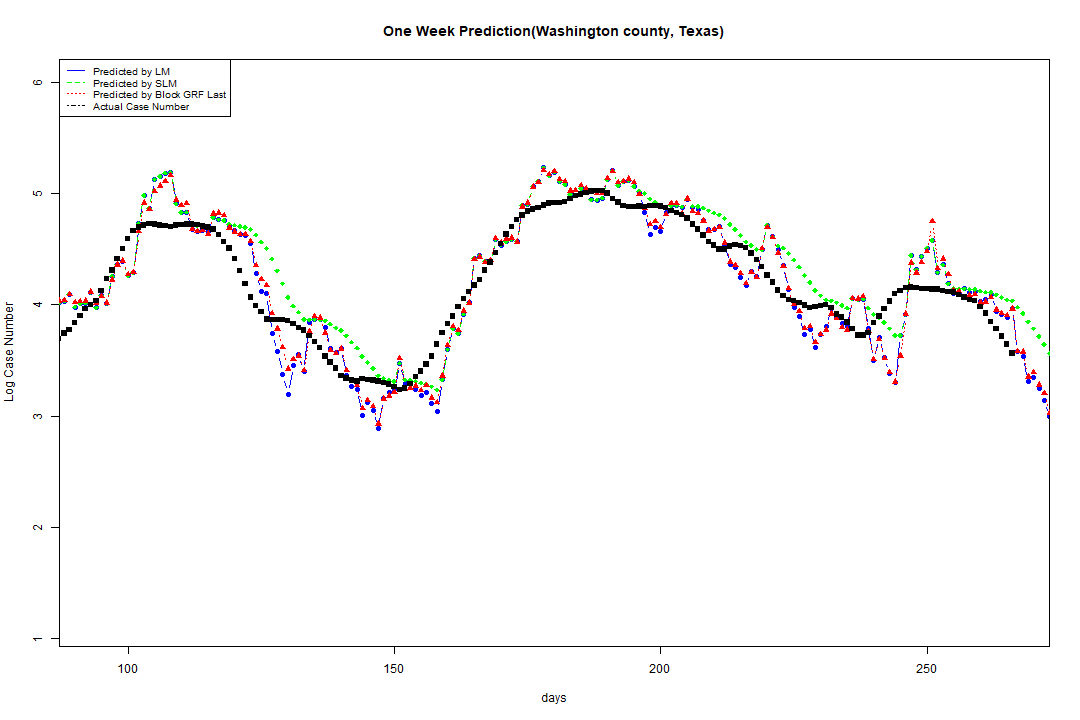 One Week Prediction(Washington county, Texas)
Predicted by LM
Predicted by SLM
Predicted by Block GRF Last
Actual Case Number
6
5
4
3
2
1
Log Case Number
100 150 200 250
days